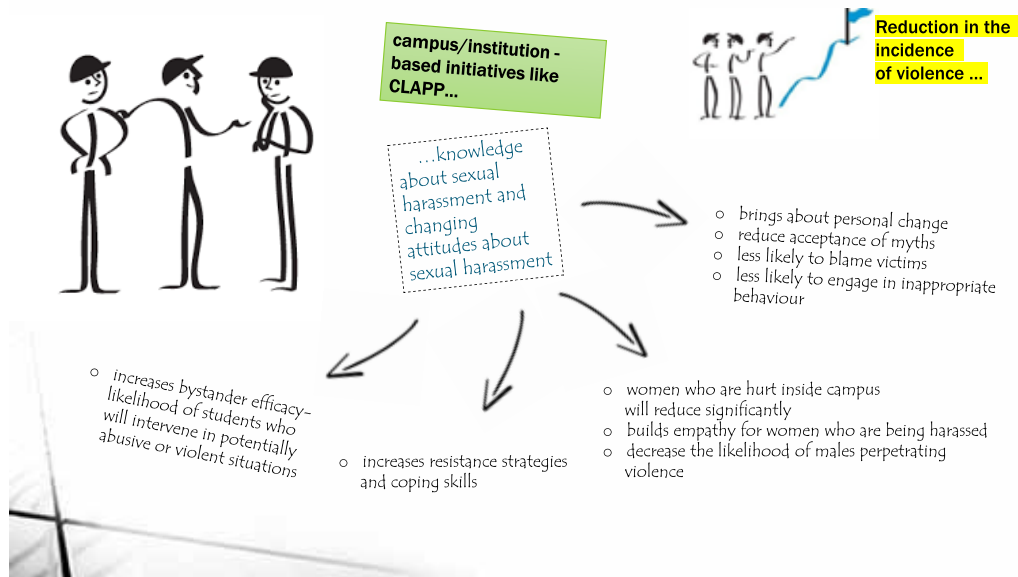 campus/institution -
based initiatives like
CLAPP...
Reduction in the
incidence
of violence ...
...knowledge
about sexual
harassment and
changing
attitudes about
sexual harassment
○ brings about personal change
○ reduce acceptance of myths
○ less likely to blame victims
○ less likely to engage in inappropriate
behaviour
○ increases bystander efficacy-
likelihood of students who
will intervene in potentially
abusive or violent situations
○ increases resistance strategies
and coping skills
○ women who are hurt inside campus
will reduce significantly
○ builds empathy for women who are being harassed
○ decrease the likelihood of males perpetrating
violence